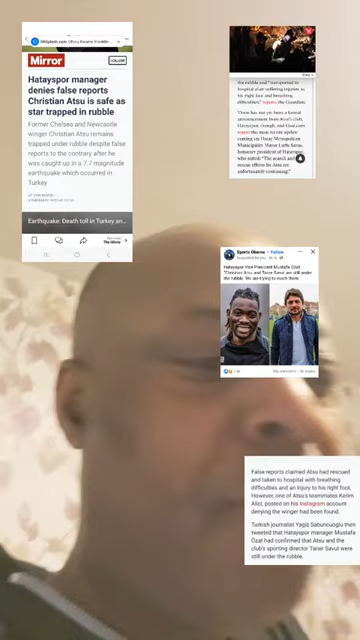 Mirror
FOLLOW
Hatayspor manager
denies false reports
Christian Atsu is safe as
star trapped in rubble
Former Chelsea and Newcastle
winger Christian Atsu remains
trapped under rubble despite false
reports to the contrary after he
was caught up in a 7.7 magnitude
earthquake which occurred in
Turkey
Earthquake: Death toll in Turkey an..
the rubble and "transported to
hospital after suffering injuries to
his right foot and breathing
difficulties," reports the Guardian.
There has not yet been a formal
announcement from Atsu's club,
Hatayspor, though, and Goal.com
report the most recent update
coming via Hatay Metropolitan
Municipality Mayor Lutfu Savas,
honorary president of Hatayspor,
who stated: "The search and
rescue efforts for Atsu are
unfortunately continuing."
Sports Obama · Follow
Hatayspor Vice President Mustafa Özat:
"Christian Atsu and Taner Savut are still under
the rubble. We are trying to reach them.
False reports claimed Atsu had rescued
and taken to hospital with breathing
difficulties and an injury to his right foot.
However, one of Atsu's teammates Kerim
Alici, posted on his Instagram account
denying the winger had been found.
Turkish journalist Yagiz Sabuncuoglu then
tweeted that Hatayspor manager Mustafa
Özat had confirmed that Atsu and the
club's sporting director Taner Savut were
still under the rubble.